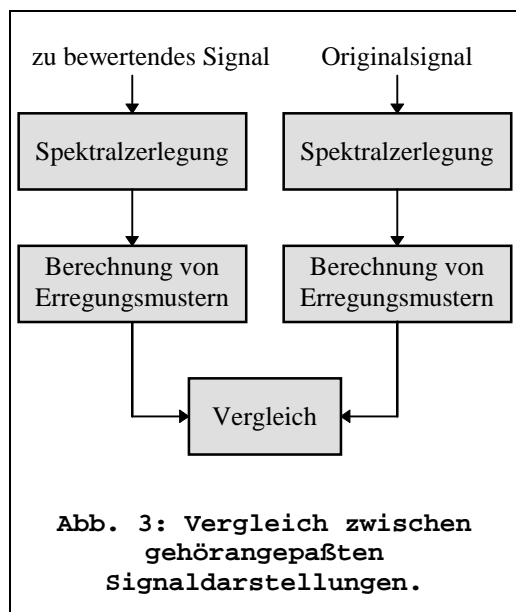 zu bewertendes Signal
Originalsignal
Spektralzerlegung
Spektralzerlegung
Berechnung von
Erregungsmustern
Berechnung von
Erregungsmustern
Vergleich
Abb. 3: Vergleich zwischen
gehörangepaßten
Signaldarstellungen.